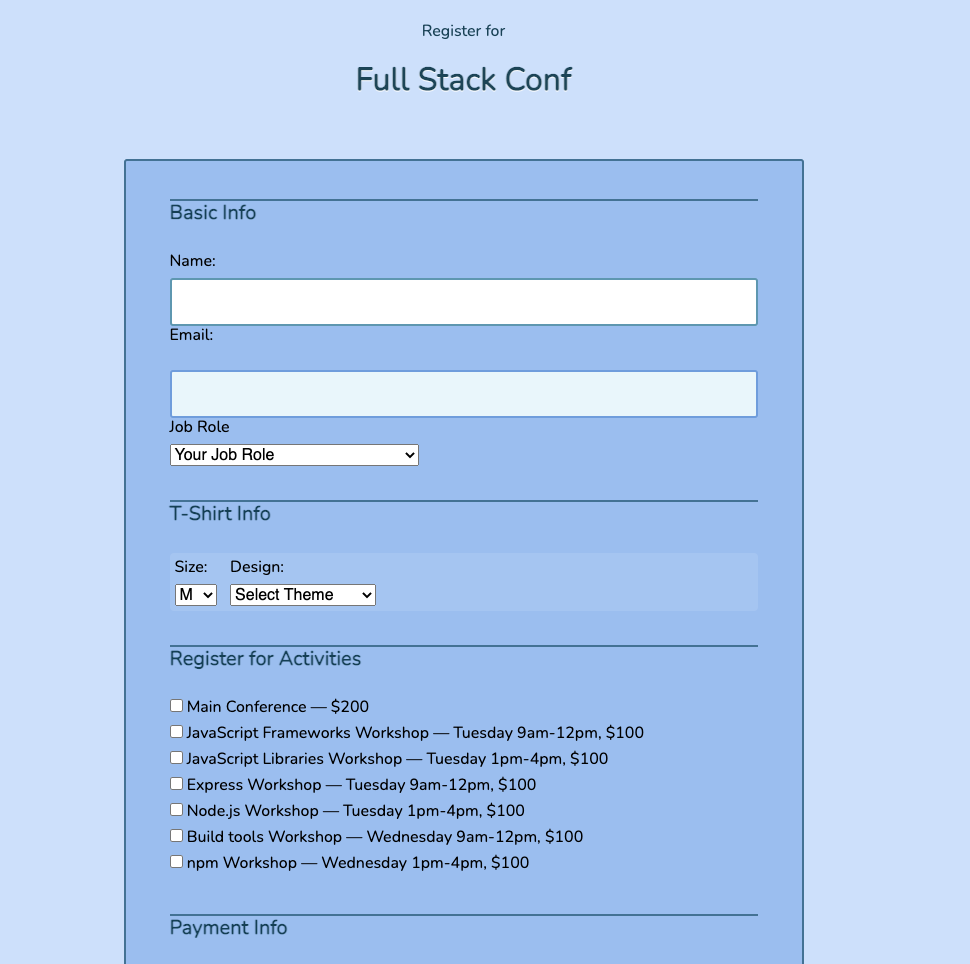 Register for
Full Stack Conf
Basic Info
Name:
Email:
Job Role
Your Job Role
T-Shirt Info
Size: Design:
M Select Theme
Register for Activities
Main Conference — $200
JavaScript Frameworks Workshop — Tuesday 9am-12pm, $100
JavaScript Libraries Workshop — Tuesday 1pm-4pm, $100
Express Workshop — Tuesday 9am-12pm, $100
Node.js Workshop — Tuesday 1pm-4pm, $100
Build tools Workshop — Wednesday 9am-12pm, $100
npm Workshop — Wednesday 1pm-4pm, $100
Payment Info